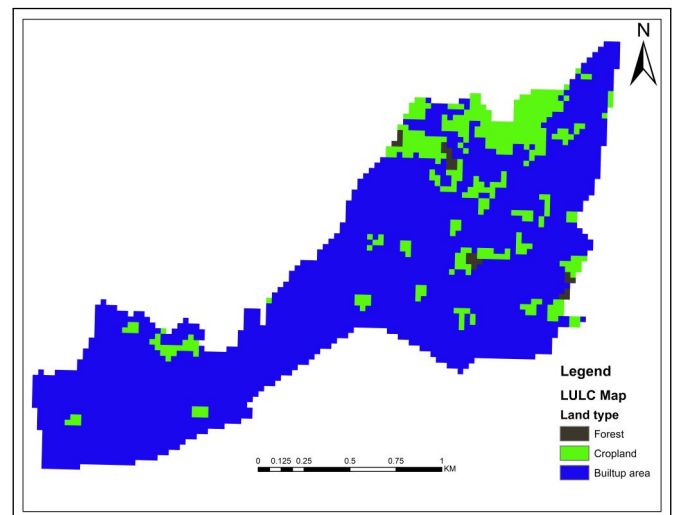 N
Legend
LULC Map
Land type
Forest
Cropland
Builtup area
0 0.125 0.25 0.5 0.75 1
KM